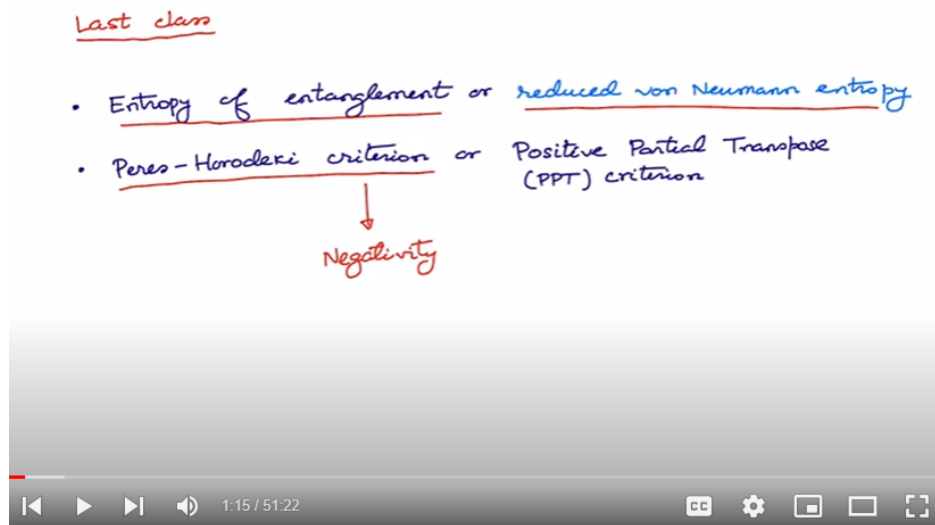 Last class
• Entropy of entanglement or reduced von Neumann entropy
• Peres-Horodeki criterion or Positive Partial Transpose
(PPT) criterion
Negativity
1:15 / 51:22
CC